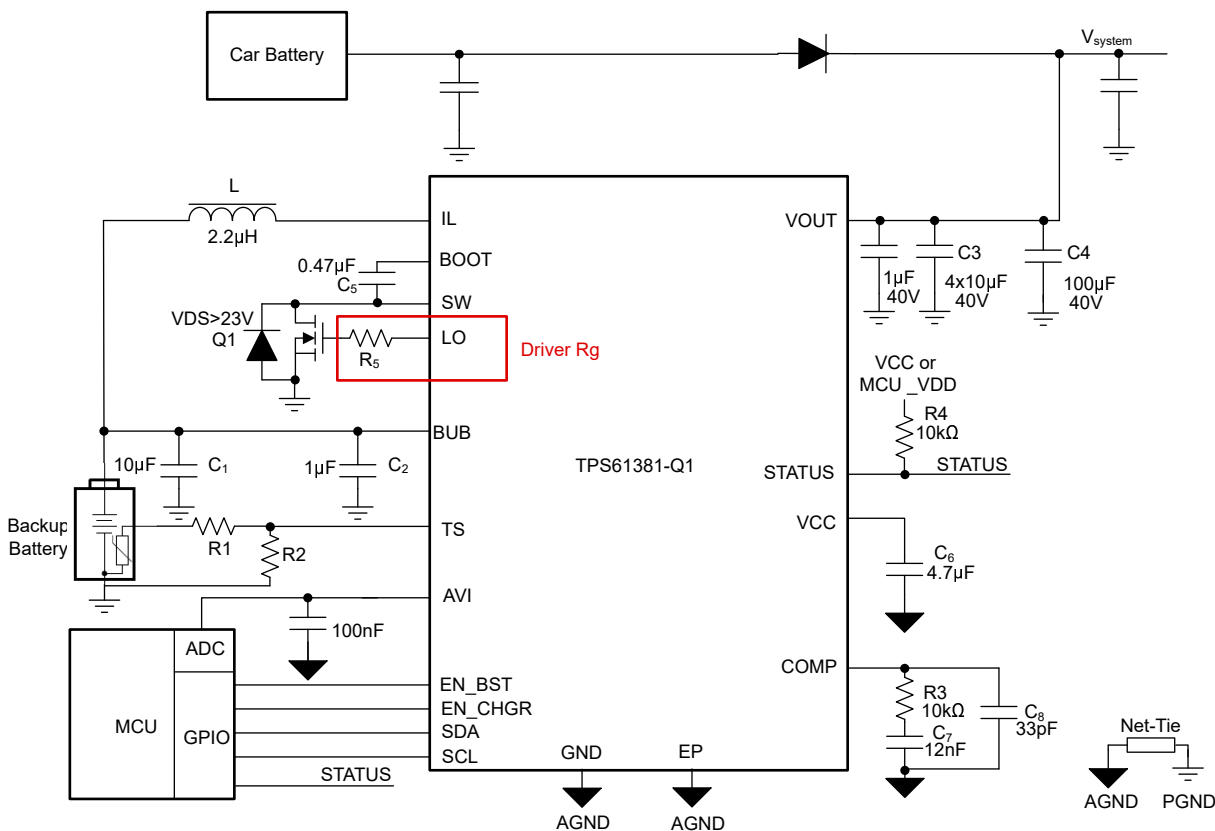 Car Battery
Vsystem
L
2.2µH
IL
VOUT
BOOT
0.47µF
C5
SW
C3
C4
1µF
40V
4x10µF
40V
100µF
40V
VDS>23V
Q1
LO
R5
Driver Rg
VCC or
MCU _VDD
R4
10kΩ
BUB
10µF
C1
1µF
C2
TPS61381-Q1
STATUS
STATUS
Backup
Battery
R1
R2
TS
VCC
C6
4.7µF
AVI
100nF
ADC
MCU
GPIO
EN_BST
EN_CHGR
SDA
SCL
STATUS
COMP
R3
10kΩ
C7
12nF
C8
33pF
GND
EP
AGND
AGND
Net-Tie
AGND
PGND